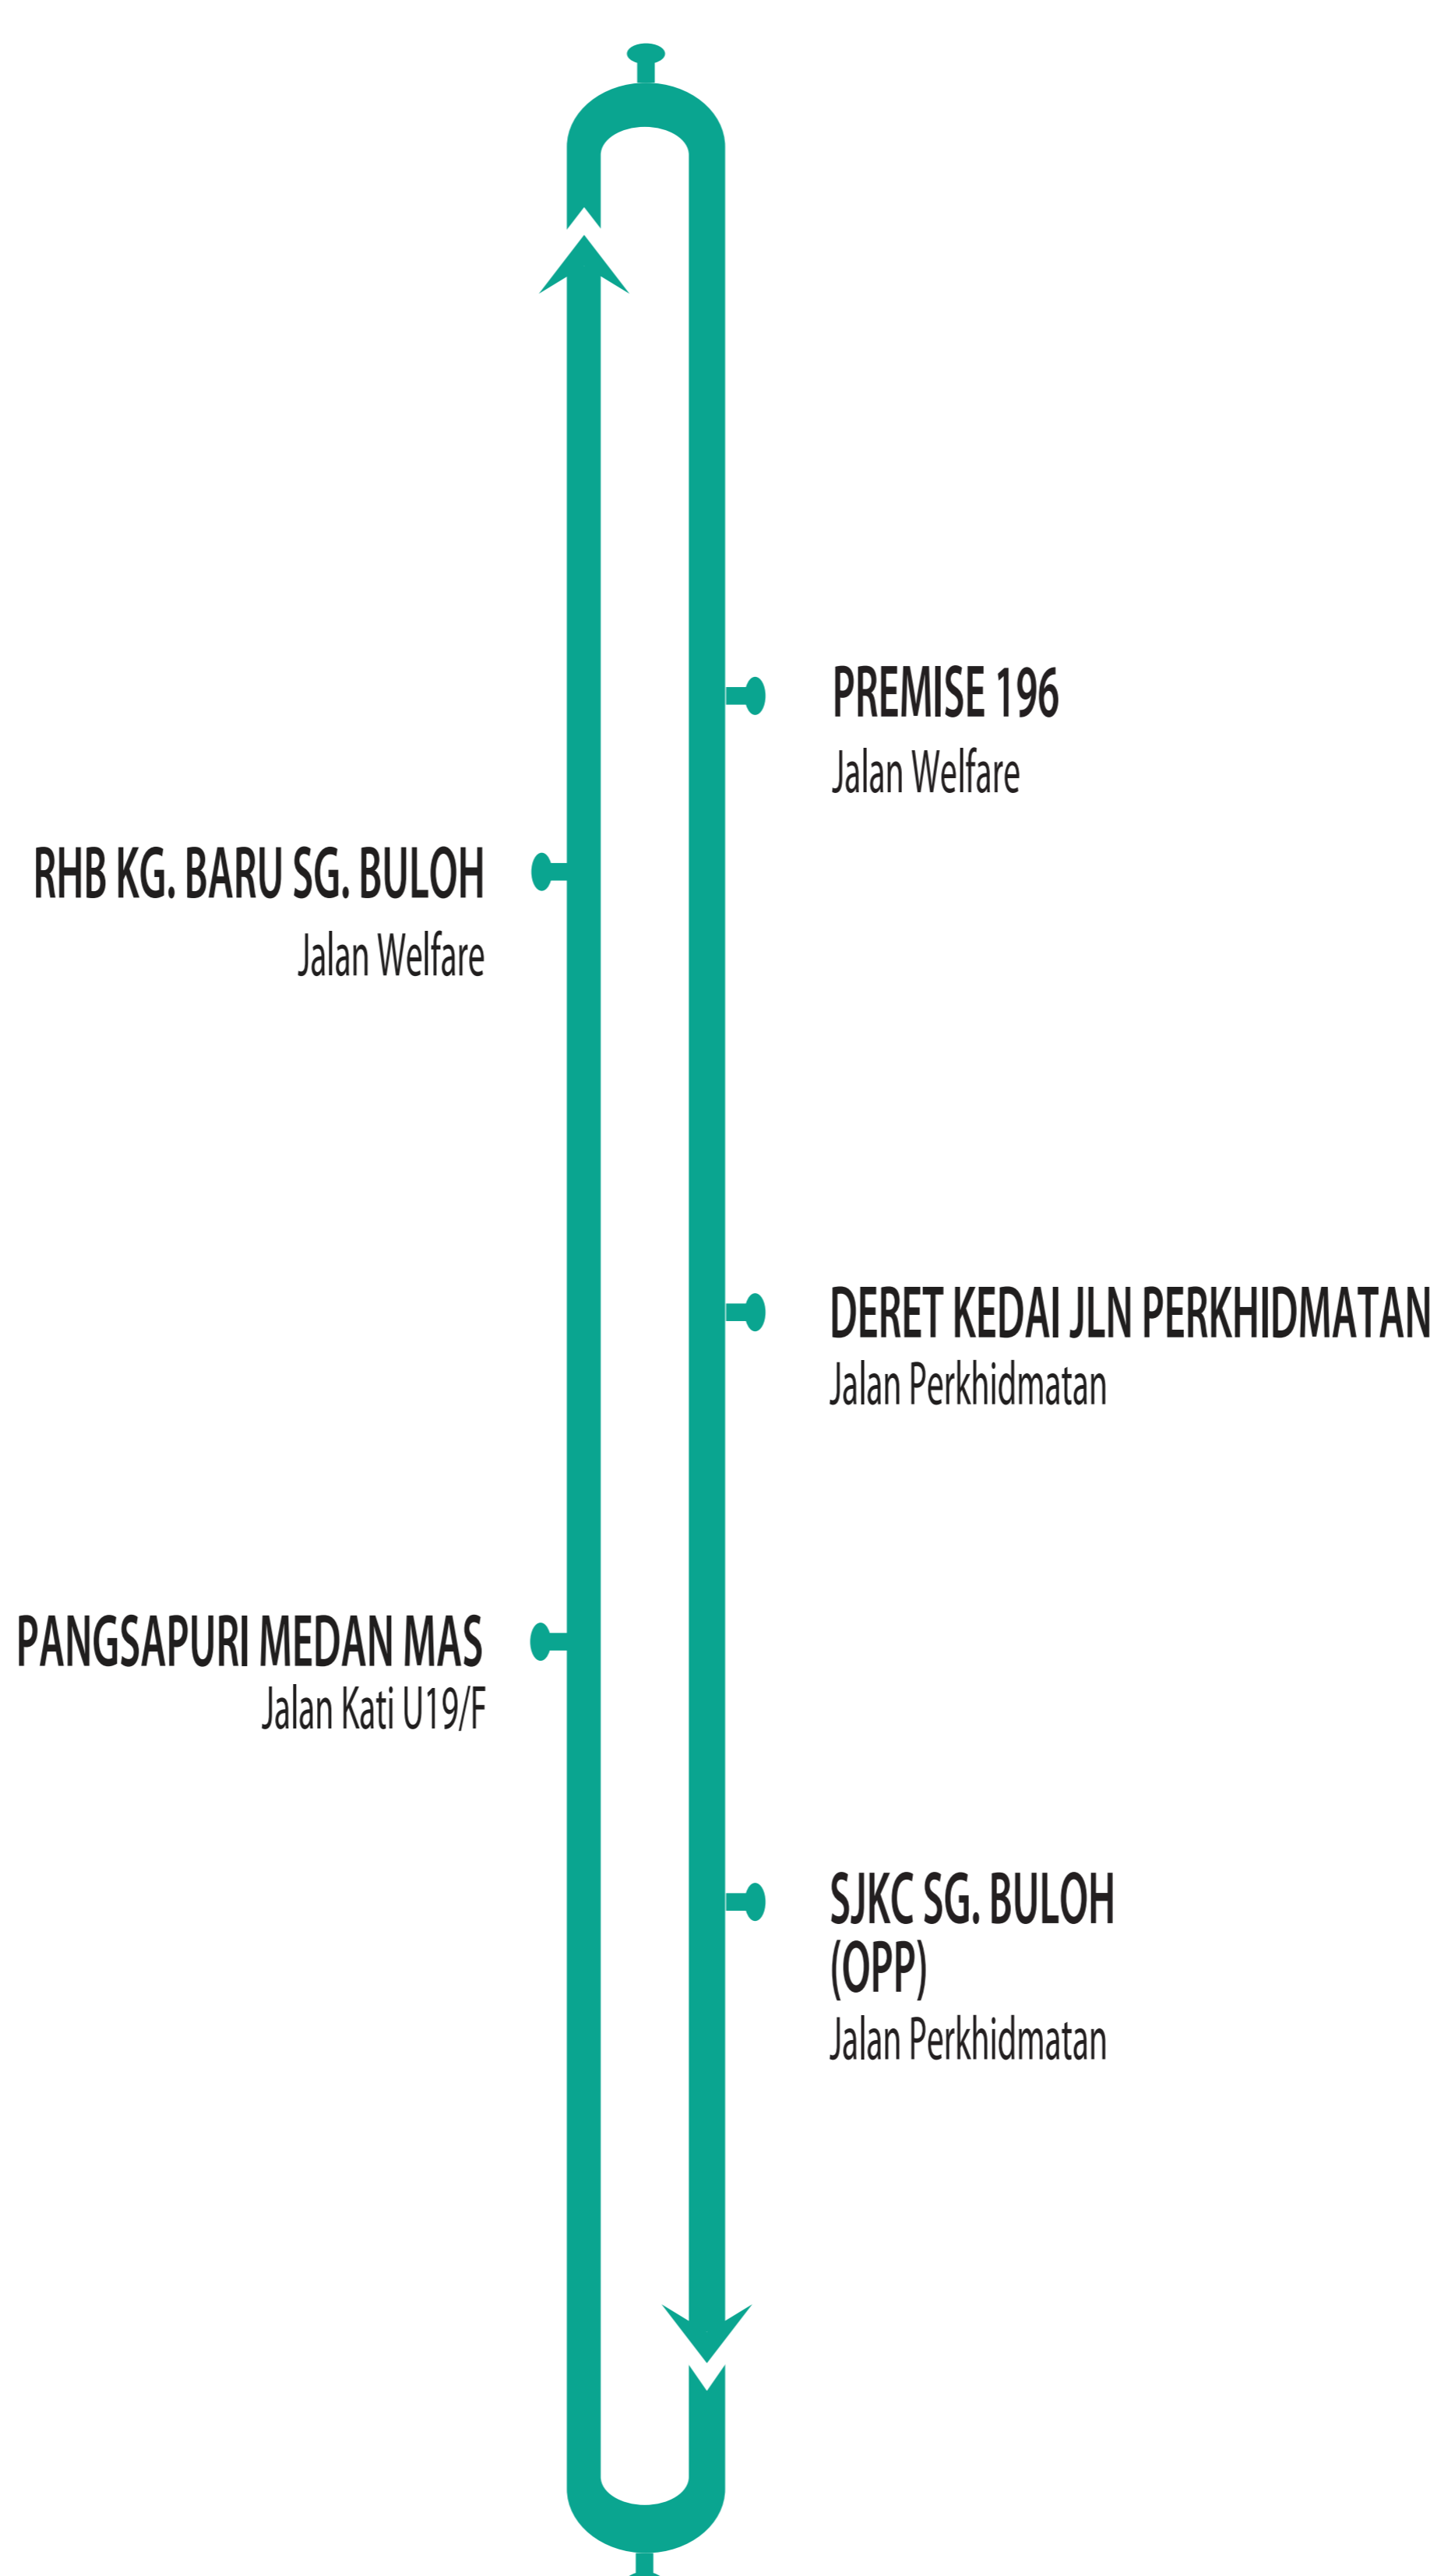 PREMISE 196
Jalan Welfare
RHB KG. BARU SG. BULOH
Jalan Welfare
DERET KEDAI JLN PERKHIDMATAN
Jalan Perkhidmatan
PANGSAPURI MEDAN MAS
Jalan Kati U19/F
SJKC SG. BULOH
(OPP)
Jalan Perkhidmatan